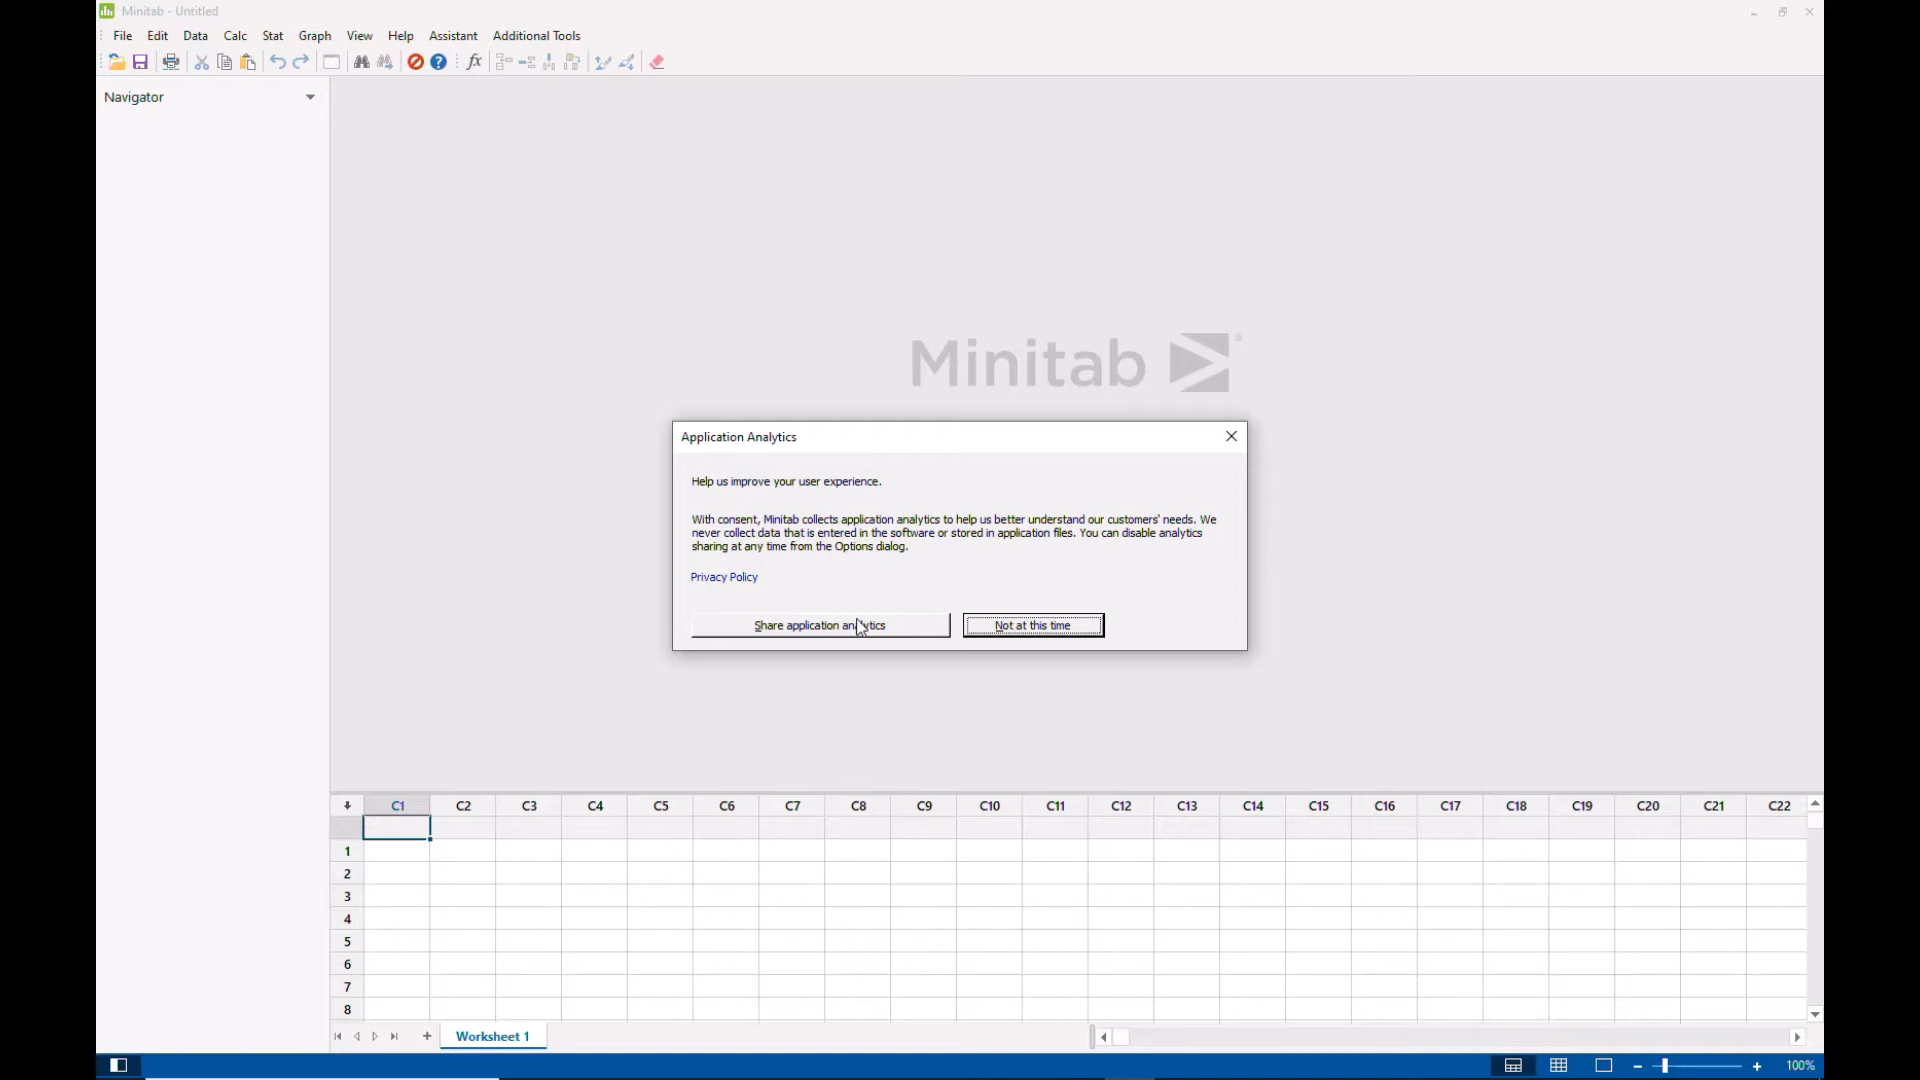 Minitab - Untitled
File Edit Data Calc Stat Graph View Help Assistant Additional Tools
Navigator
Minitab
Application Analytics
Help us improve your user experience.
With consent, Minitab collects application analytics to help us better understand our customers' needs. We
never collect data that is entered in the software or stored in application files. You can disable analytics
sharing at any time from the Options dialog.
Privacy Policy
Share application analytics Not at this time
C1 C2 C3 C4 C5 C6 C7 C8 C9 C10 C11 C12 C13 C14 C15 C16 C17 C18 C19 C20 C21 C22
1
2
3
4
5
6
7
8
Worksheet 1
100%